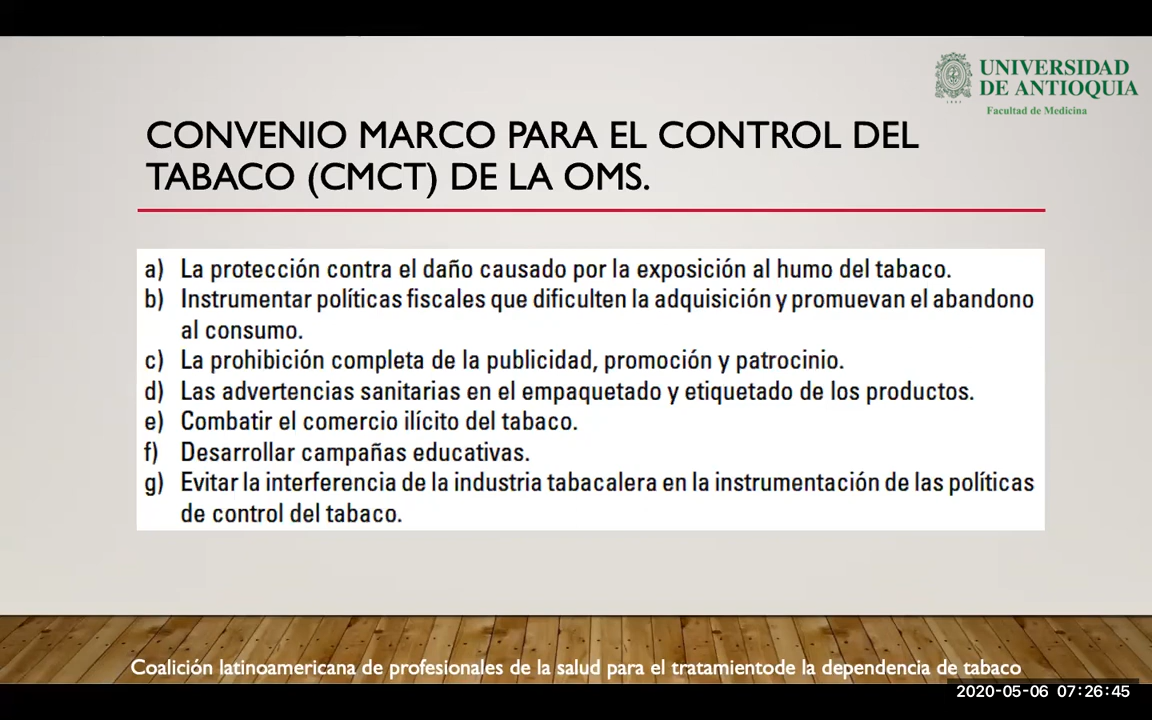 UNIVERSIDAD
DE ANTIOQUIA
Facultad de Medicina
CONVENIO MARCO PARA EL CONTROL DEL
TABACO (CMCT) DE LA OMS.
a) La protección contra el daño causado por la exposición al humo del tabaco.
b) Instrumentar políticas fiscales que dificulten la adquisición y promuevan el abandono
al consumo.
c) La prohibición completa de la publicidad, promoción y patrocinio.
d) Las advertencias sanitarias en el empaquetado y etiquetado de los productos.
e) Combatir el comercio ilícito del tabaco.
f) Desarrollar campañas educativas.
g) Evitar la interferencia de la industria tabacalera en la instrumentación de las políticas
de control del tabaco.
Coalición latinoamericana de profesionales de la salud para el tratamientode la dependencia de tabaco
2020-05-06 07:26:45